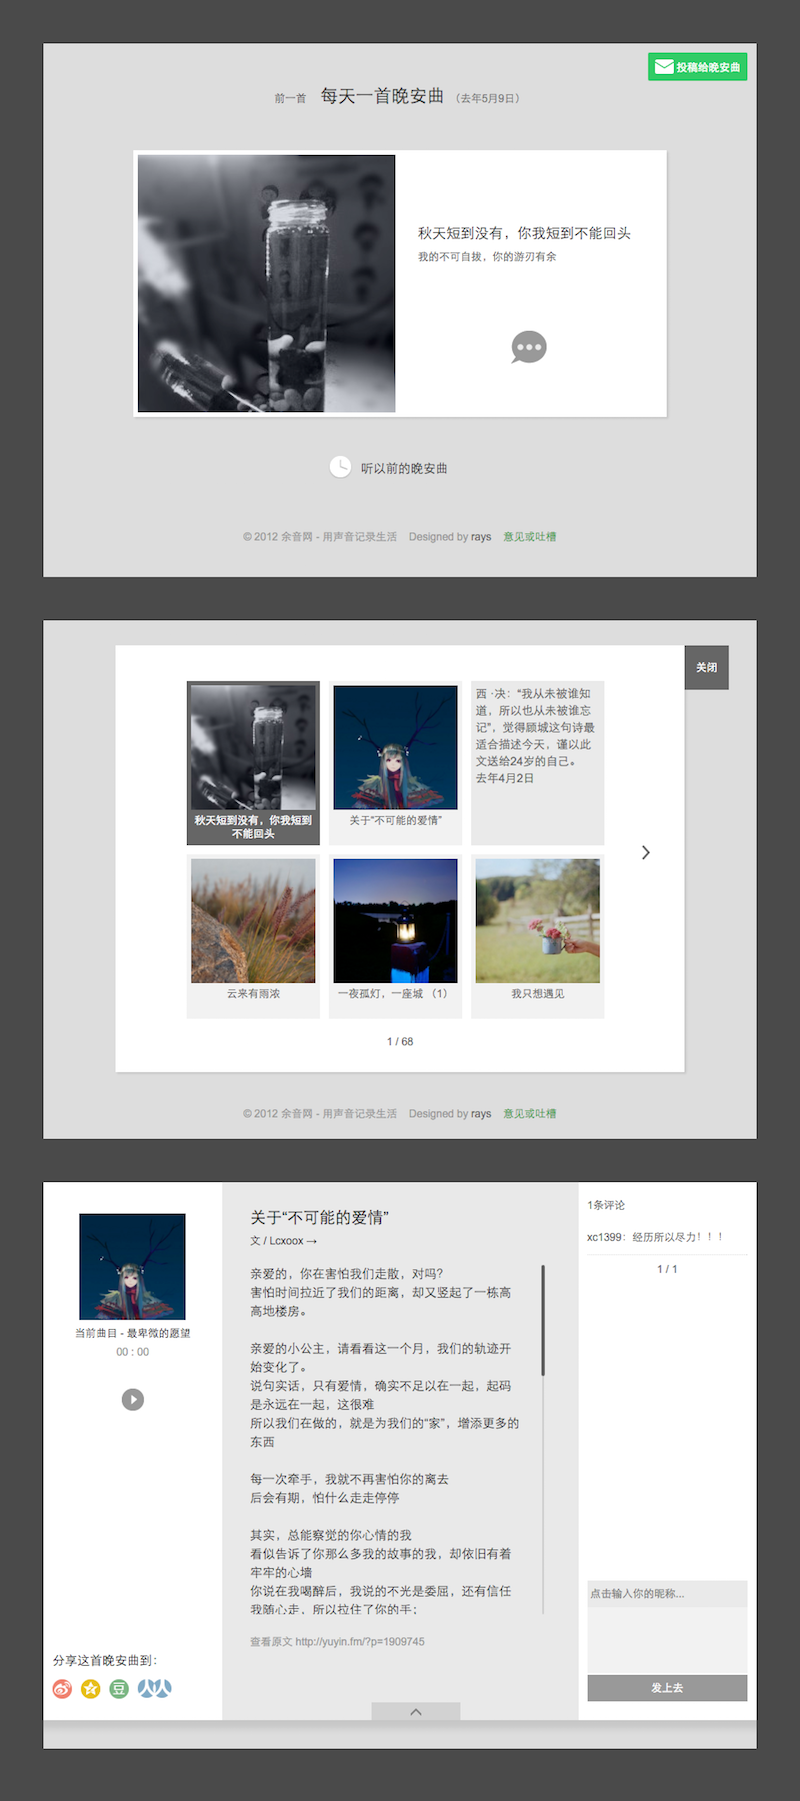 投稿给晚安曲
前一首 每天一首晚安曲 （去年5月9日）
秋天短到没有，你我短到不能回头
我的不可自拔，你的游刃有余
听以前的晚安曲
© 2012 余音网 - 用声音记录生活 Designed by rays 意见或吐槽
关闭
秋天短到没有，你我短到
不能回头
关于“不可能的爱情”
西 ·决：“我从未被谁知
道，所以也从未被谁忘
记”，觉得顾城这句诗最
适合描述今天，谨以此
文送给24岁的自己。
去年4月2日
云来有雨浓
一夜孤灯，一座城 （1）
我只想遇见
1 / 68
© 2012 余音网 - 用声音记录生活 Designed by rays 意见或吐槽
当前曲目 - 最卑微的愿望
00 : 00
分享这首晚安曲到：
豆
人人
关于“不可能的爱情”
文 / Lcxoox →
亲爱的，你在害怕我们走散，对吗？
害怕时间拉近了我们的距离，却又竖起了一栋高
高地楼房。
亲爱的小公主，请看看这一个月，我们的轨迹开
始变化了。
说句实话，只有爱情，确实不足以在一起，起码
是永远在一起，这很难
所以我们在做的，就是为我们的“家”，增添更多的
东西
每一次牵手，我就不再害怕你的离去
后会有期，怕什么走走停停
其实，总能察觉的你心情的我
看似告诉了你那么多我的故事的我，却依旧有着
牢牢的心墙
你说在我喝醉后，我说的不光是委屈，还有信任
我随心走，所以拉住了你的手；
查看原文 http://yuyin.fm/?p=1909745
1条评论
xc1399：经历所以尽力！！！
1 / 1
点击输入你的昵称...
发上去